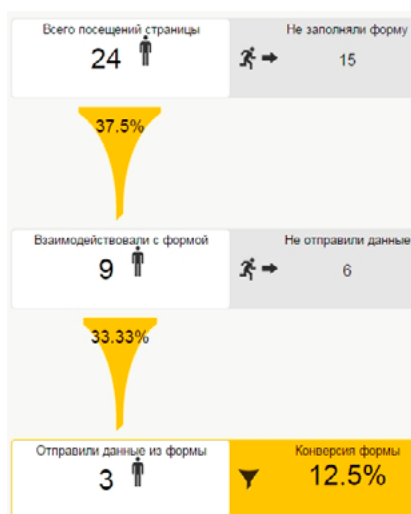 Всего посещений страницы
Не заполняли форму
24
15
37.5%
Взаимодействовали с формой
Не отправили данные
9
6
33.33%
Отправили данные из формы
Конверсия формы
3
12.5%